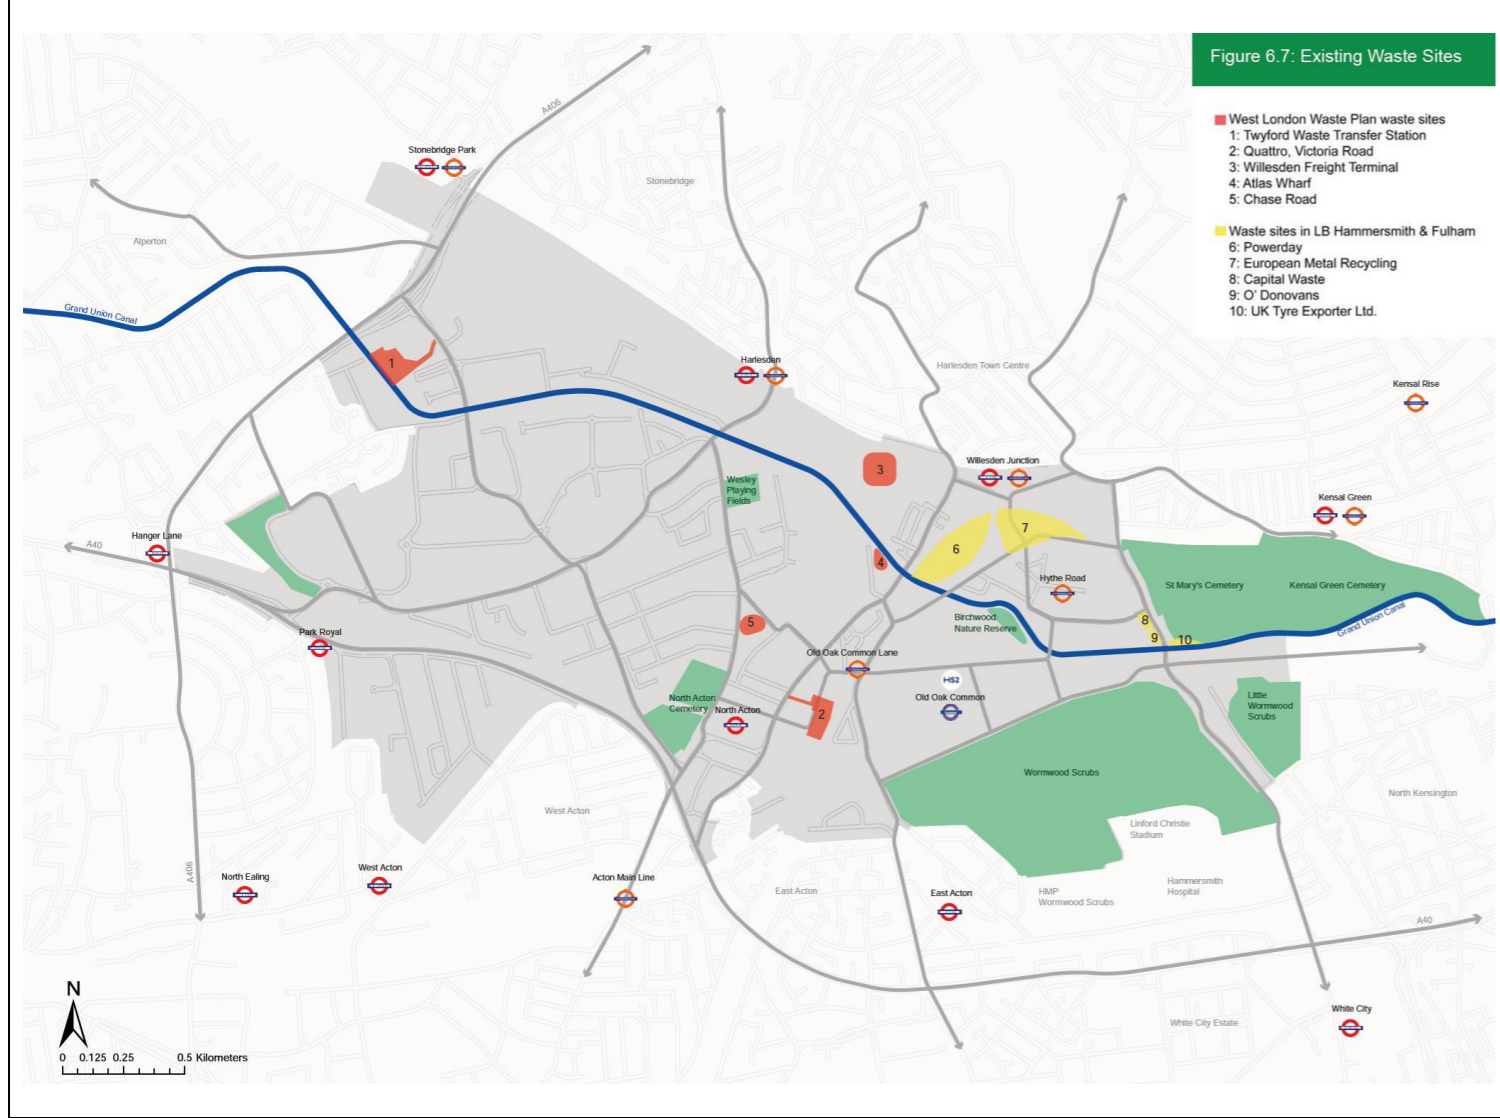 Figure 6.7: Existing Waste Sites
West London Waste Plan waste sites
1: Twyford Waste Transfer Station
2: Quattro, Victoria Road
3: Willesden Freight Terminal
4: Atlas Wharf
5: Chase Road
Waste sites in LB Hammersmith & Fulham
6: Powerday
7: European Metal Recycling
8: Capital Waste
9: O' Donovans
10: UK Tyre Exporter Ltd.
A406
Stonebridge Park
Stonebridge
Alperton
Grand Union Canal
1
Harlesden
Harlesden Town Centre
Kensal Rise
3
Willesden Junction
Wesley
Playing
Fields
Kensal Green
Hanger Lane
A40
7
6
4
Hythe Road
St Mary's Cemetery
Kensal Green Cemetery
Grand Union Canal
Birchwood
Nature Reserve
5
8
9
10
Park Royal
Old Oak Common Lane
HS2
Old Oak Common
North Acton
Cemetery
North Acton
2
Little
Wormwood
Scrubs
Wormwood Scrubs
North Kensington
West Acton
Linford Christie
Stadium
A406
North Ealing
West Acton
Acton Main Line
East Acton
East Acton
HMP
Wormwood Scrubs
Hammersmith
Hospital
A40
White City
White City Estate
N
0 0.125 0.25 0.5 Kilometers